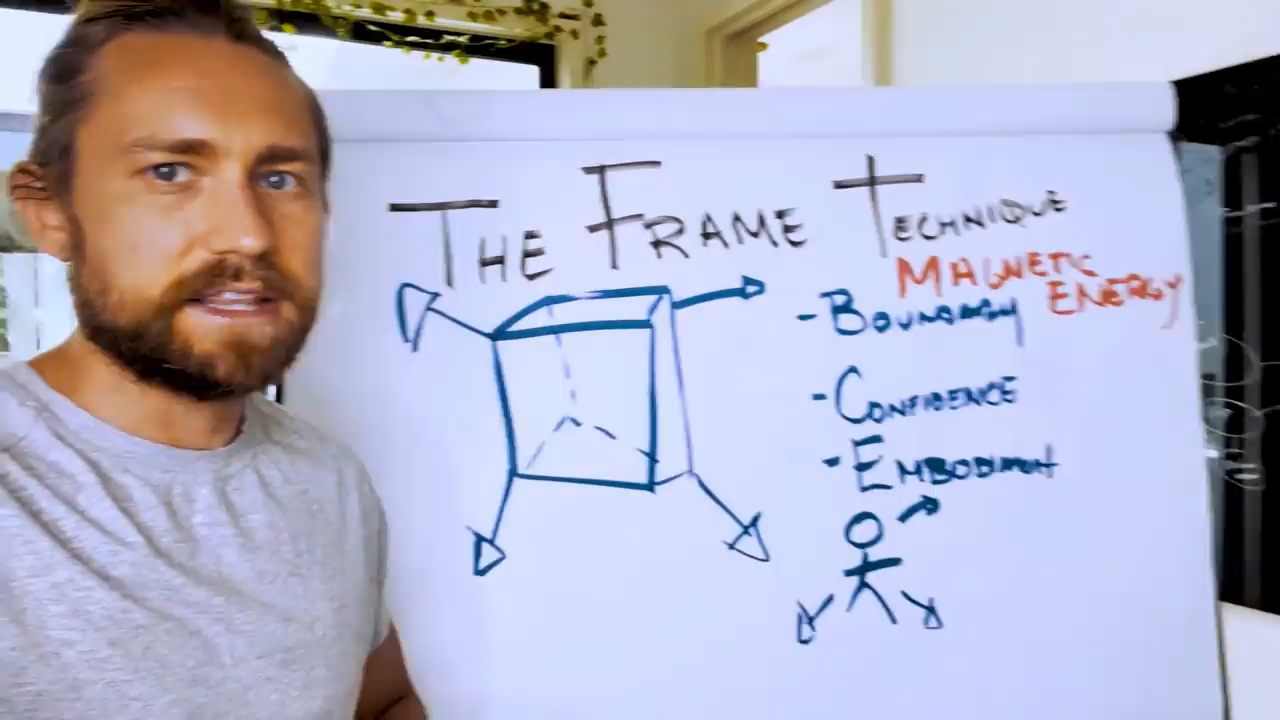 THE FRAME TECHNIQUE
MAGNETIC
ENERGY
- BOUNDARY
- CONFIDENCE
- EMBODIMENT